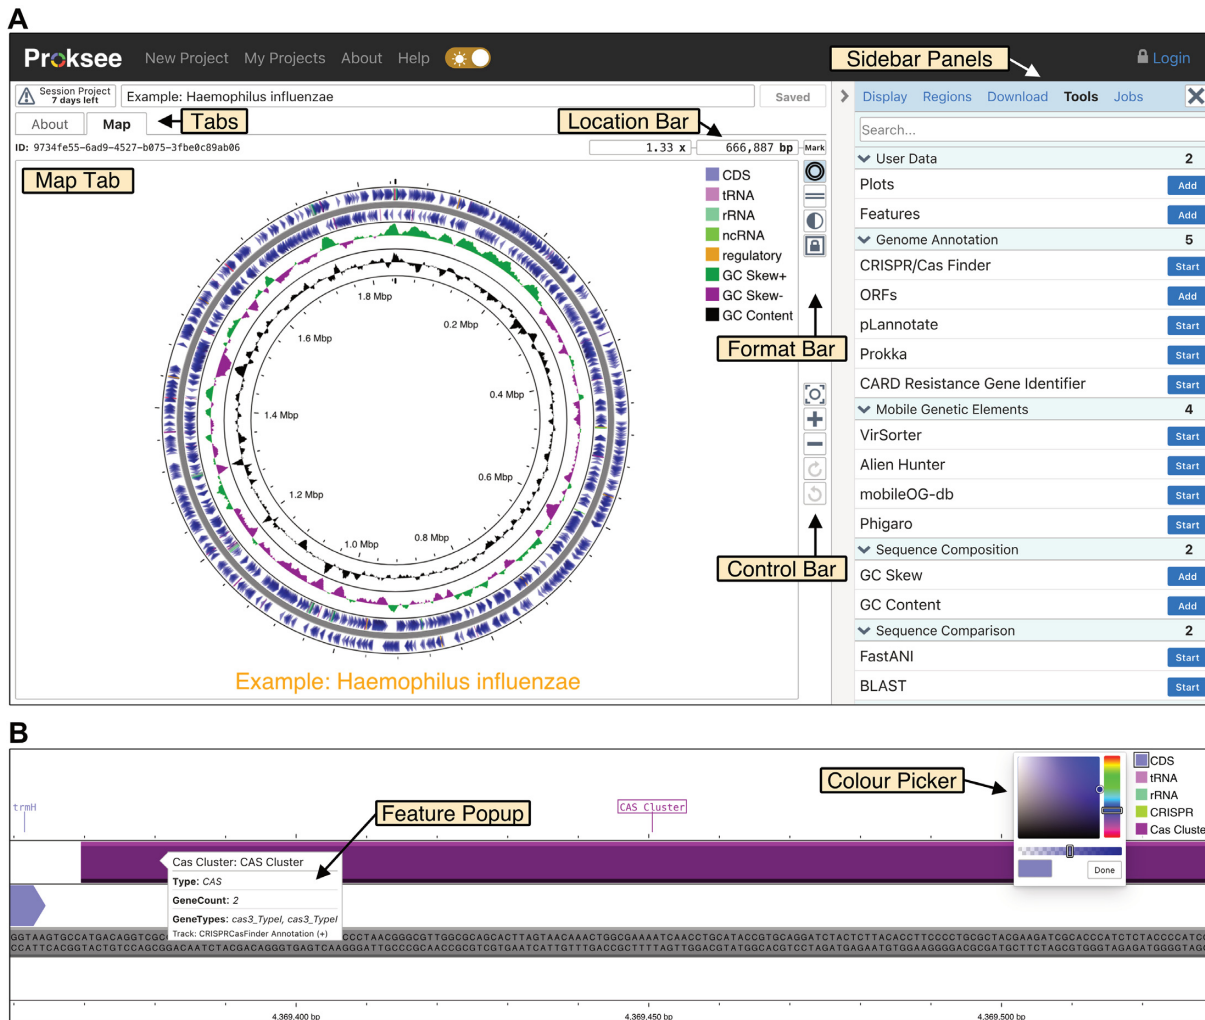 A
Proksee New Project My Projects About Help
Sidebar Panels
Login
Session Project
7 days left
Example: Haemophilus influenzae
Saved
Display Regions Download Tools Jobs
About Map
Tabs
Location Bar
Search...
ID: 9734fe55-6ad9-4527-b075-3fbe0c89ab06
1.33 x
666,887 bp
Mark
Map Tab
CDS
tRNA
rRNA
ncRNA
regulatory
GC Skew+
GC Skew-
GC Content
1.8 Mbp
0.2 Mbp
1.6 Mbp
0.4 Mbp
1.4 Mbp
0.6 Mbp
1.2 Mbp
1.0 Mbp
0.8 Mbp
Format Bar
Control Bar
Example: Haemophilus influenzae
User Data 2
Plots Add
Features Add
Genome Annotation 5
CRISPR/Cas Finder Start
ORFs Add
pLannotate Start
Prokka Start
CARD Resistance Gene Identifier Start
Mobile Genetic Elements 4
VirSorter Start
Alien Hunter Start
mobileOG-db Start
Phigaro Start
Sequence Composition 2
GC Skew Add
GC Content Add
Sequence Comparison 2
FastANI Start
BLAST Start
B
trmH
Feature Popup
CAS Cluster
Colour Picker
CDS
tRNA
rRNA
CRISPR
Cas Cluste
Done
Cas Cluster: CAS Cluster
Type: CAS
GeneCount: 2
GeneTypes: cas3_TypeI, cas3_TypeI
Track: CRISPRCasFinder Annotation (+)
4,369,400 bp
4,369,450 bp
4,369,500 bp